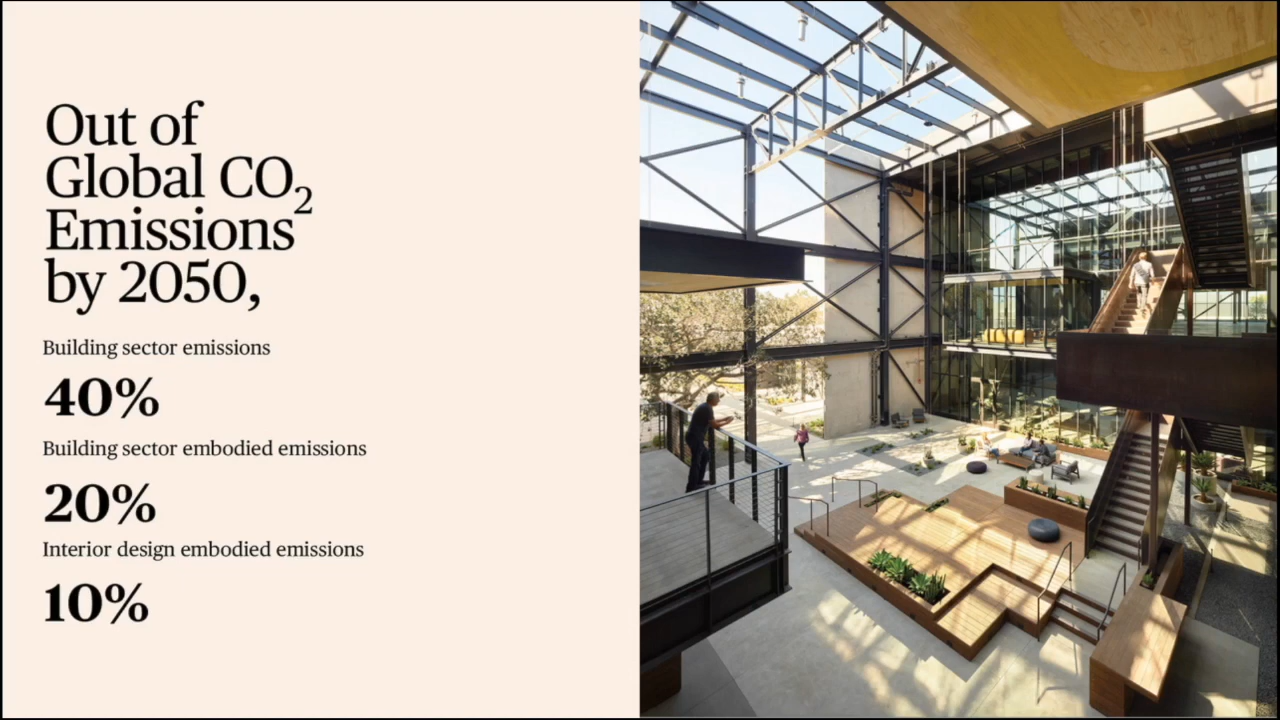 Out of
Global CO₂
Emissions
by 2050,
Building sector emissions
40%
Building sector embodied emissions
20%
Interior design embodied emissions
10%